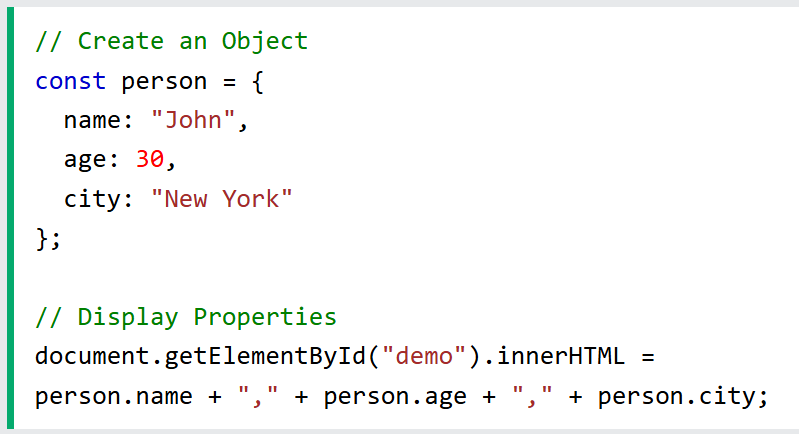 // Create an Object
const person = {
  name: "John",
  age: 30,
  city: "New York"
};

// Display Properties
document.getElementById("demo").innerHTML =
person.name + "," + person.age + "," + person.city;